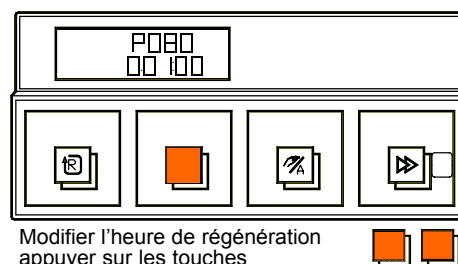 P080
00 100
R
A
Modifier l’heure de régénération
appuyer sur les touches